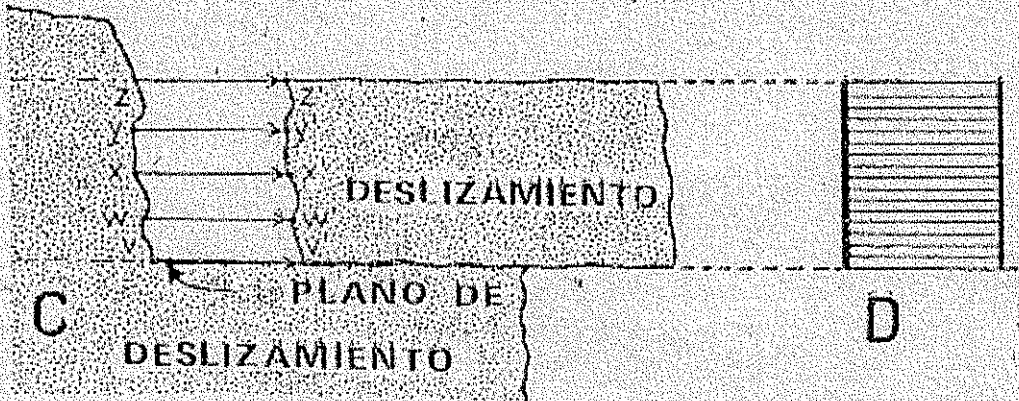 Z Z'
Y Y'
X X'
DESLIZAMIENTO
W W'
V V'
PLANO DE
DESLIZAMIENTO
C
D